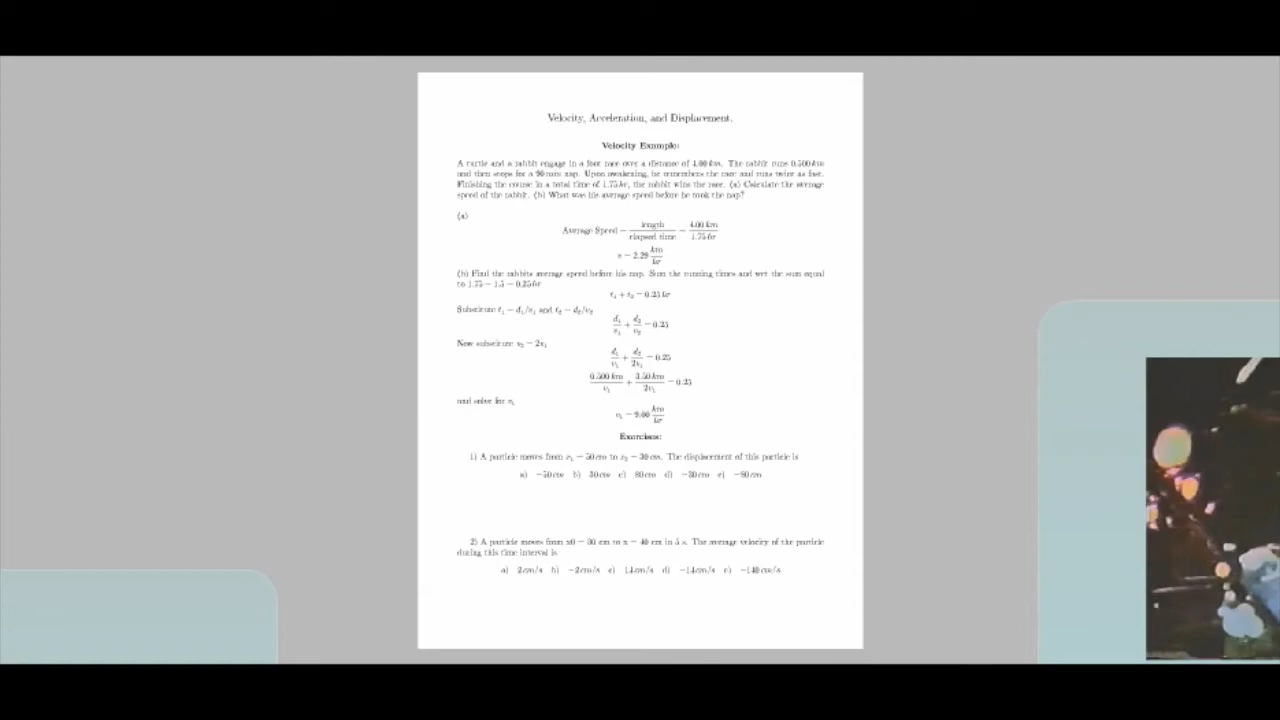 Velocity, Acceleration, and Displacement.
Velocity Example:
A turtle and a rabbit engage in a foot race over a distance of 4.00 km. The rabbit runs 0.500 km
and then stops for a 90 min nap. Upon awakening, he remembers the race and runs twice as fast.
Finishing the course in a total time of 1.75 hr, the rabbit wins the race. (a) Calculate the average
speed of the rabbit. (b) What was his average speed before he took the nap?
(a)
Average Speed = length / elapsed time = 4.00 km / 1.75 hr
= 2.29 km / hr
(b) Find the rabbits average speed before his nap. Sum the running times and set the sum equal
to 1.75 − 1.5 = 0.25 hr
t₁ + t₂ = 0.25 hr
Substitute t₁ = d₁/v₁ and t₂ = d₂/v₂
d₁/v₁ + d₂/v₂ = 0.25
Now substitute v₂ = 2v₁
d₁/v₁ + d₂/2v₁ = 0.25
0.500 km/v₁ + 3.50 km/2v₁ = 0.25
and solve for v₁
v₁ = 9.00 km/hr
Exercises:
1) A particle moves from x₁ = 50 cm to x₂ = 30 cm. The displacement of this particle is
a) −50 cm b) 30 cm c) 80 cm d) −30 cm e) −80 cm
2) A particle moves from x0 = 30 cm to x = 40 cm in 5 s. The average velocity of the particle
during this time interval is
a) 2 cm/s b) −2 cm/s c) 14 cm/s d) −14 cm/s e) −140 cm/s